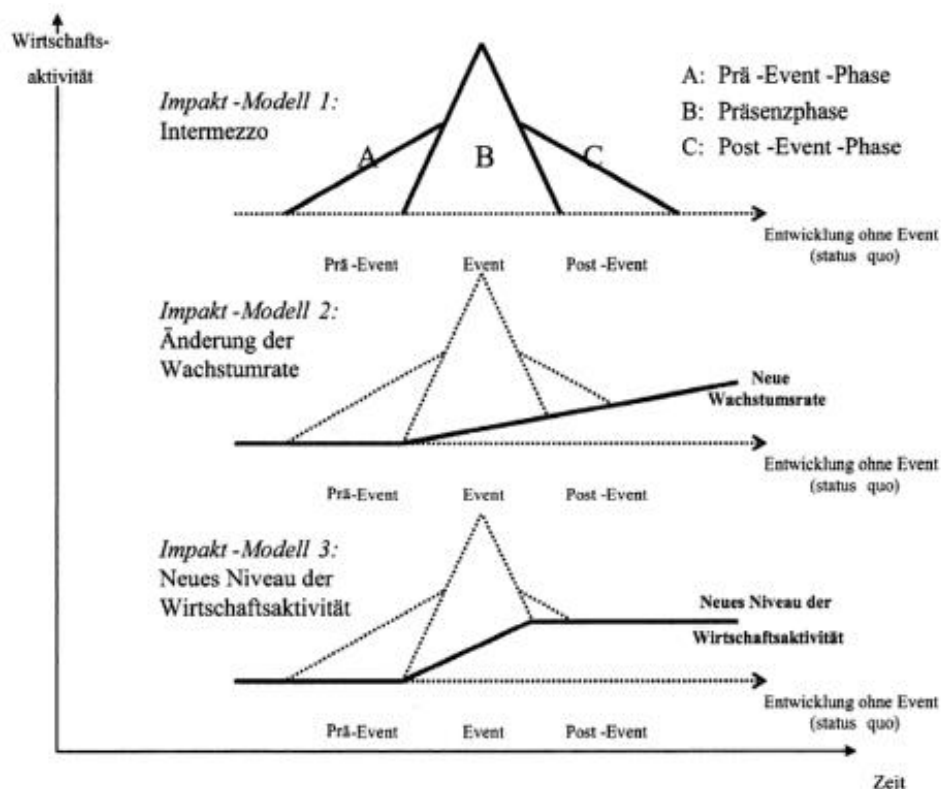 Wirtschafts-
aktivität
Impakt -Modell 1:
Intermezzo
A
B
C
A: Prä -Event -Phase
B: Präsenzphase
C: Post -Event -Phase
Entwicklung ohne Event
(status quo)
Prä -Event
Event
Post -Event
Impakt -Modell 2:
Änderung der
Wachstumrate
Neue
Wachstumsrate
Entwicklung ohne Event
(status quo)
Prä-Event
Event
Post -Event
Impakt -Modell 3:
Neues Niveau der
Wirtschaftsaktivität
Neues Niveau der
Wirtschaftsaktivität
Entwicklung ohne Event
(status quo)
Prä-Event
Event
Post -Event
Zeit